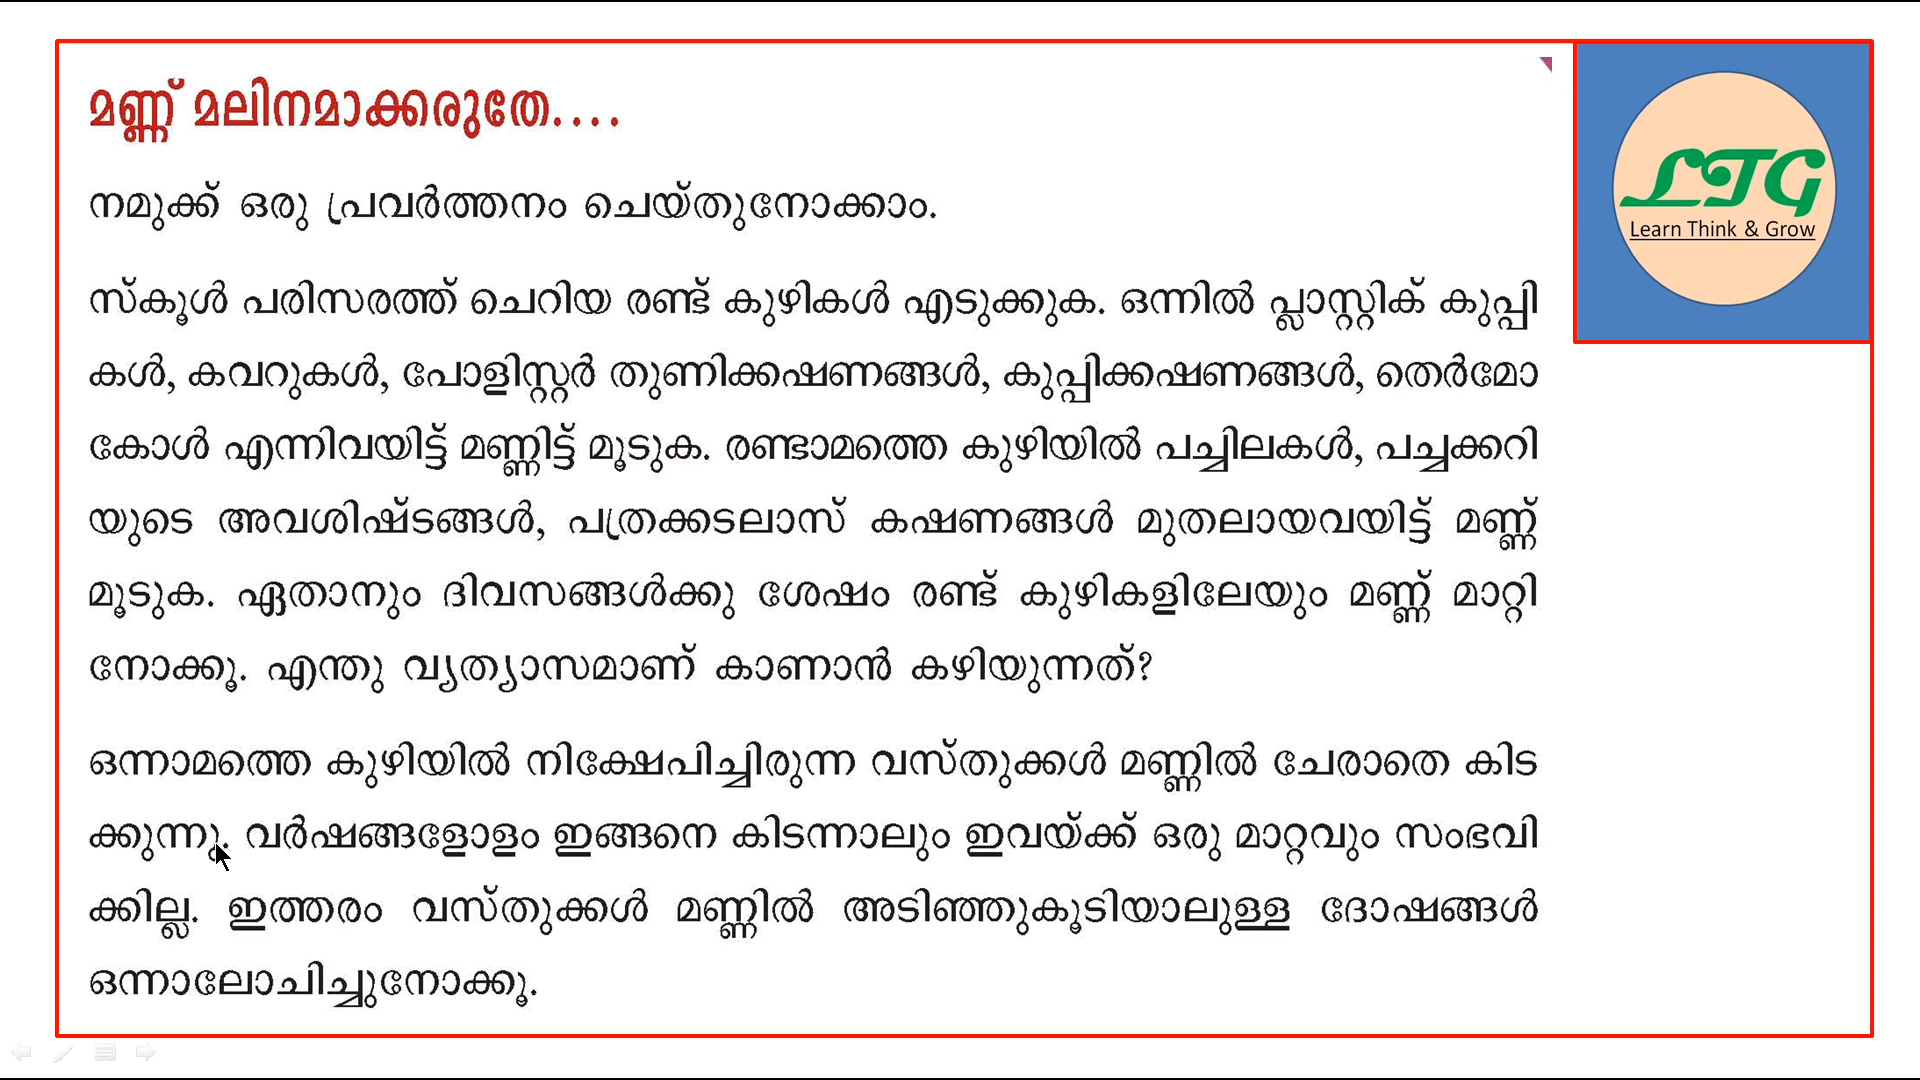 മണ്ണ് മലിനമാക്കരുതേ....
നമുക്ക് ഒരു പ്രവർത്തനം ചെയ്തുനോക്കാം.
സ്കൂൾ പരിസരത്ത് ചെറിയ രണ്ട് കുഴികൾ എടുക്കുക. ഒന്നിൽ പ്ലാസ്റ്റിക് കുപ്പി
കൾ, കവറുകൾ, പോളിസ്റ്റർ തുണിക്കഷണങ്ങൾ, കുപ്പിക്കഷണങ്ങൾ, തെർമോ
കോൾ എന്നിവയിട്ട് മണ്ണിട്ട് മൂടുക. രണ്ടാമത്തെ കുഴിയിൽ പച്ചിലകൾ, പച്ചക്കറി
യുടെ അവശിഷ്ടങ്ങൾ, പത്രക്കടലാസ് കഷണങ്ങൾ മുതലായവയിട്ട് മണ്ണ്
മൂടുക. ഏതാനും ദിവസങ്ങൾക്കു ശേഷം രണ്ട് കുഴികളിലേയും മണ്ണ് മാറ്റി
നോക്കൂ. എന്തു വ്യത്യാസമാണ് കാണാൻ കഴിയുന്നത്?
ഒന്നാമത്തെ കുഴിയിൽ നിക്ഷേപിച്ചിരുന്ന വസ്തുക്കൾ മണ്ണിൽ ചേരാതെ കിട
ക്കുന്നു. വർഷങ്ങളോളം ഇങ്ങനെ കിടന്നാലും ഇവയ്ക്ക് ഒരു മാറ്റവും സംഭവി
ക്കില്ല. ഇത്തരം വസ്തുക്കൾ മണ്ണിൽ അടിഞ്ഞുകൂടിയാലുള്ള ദോഷങ്ങൾ
ഒന്നാലോചിച്ചുനോക്കൂ.
LTG
Learn Think & Grow